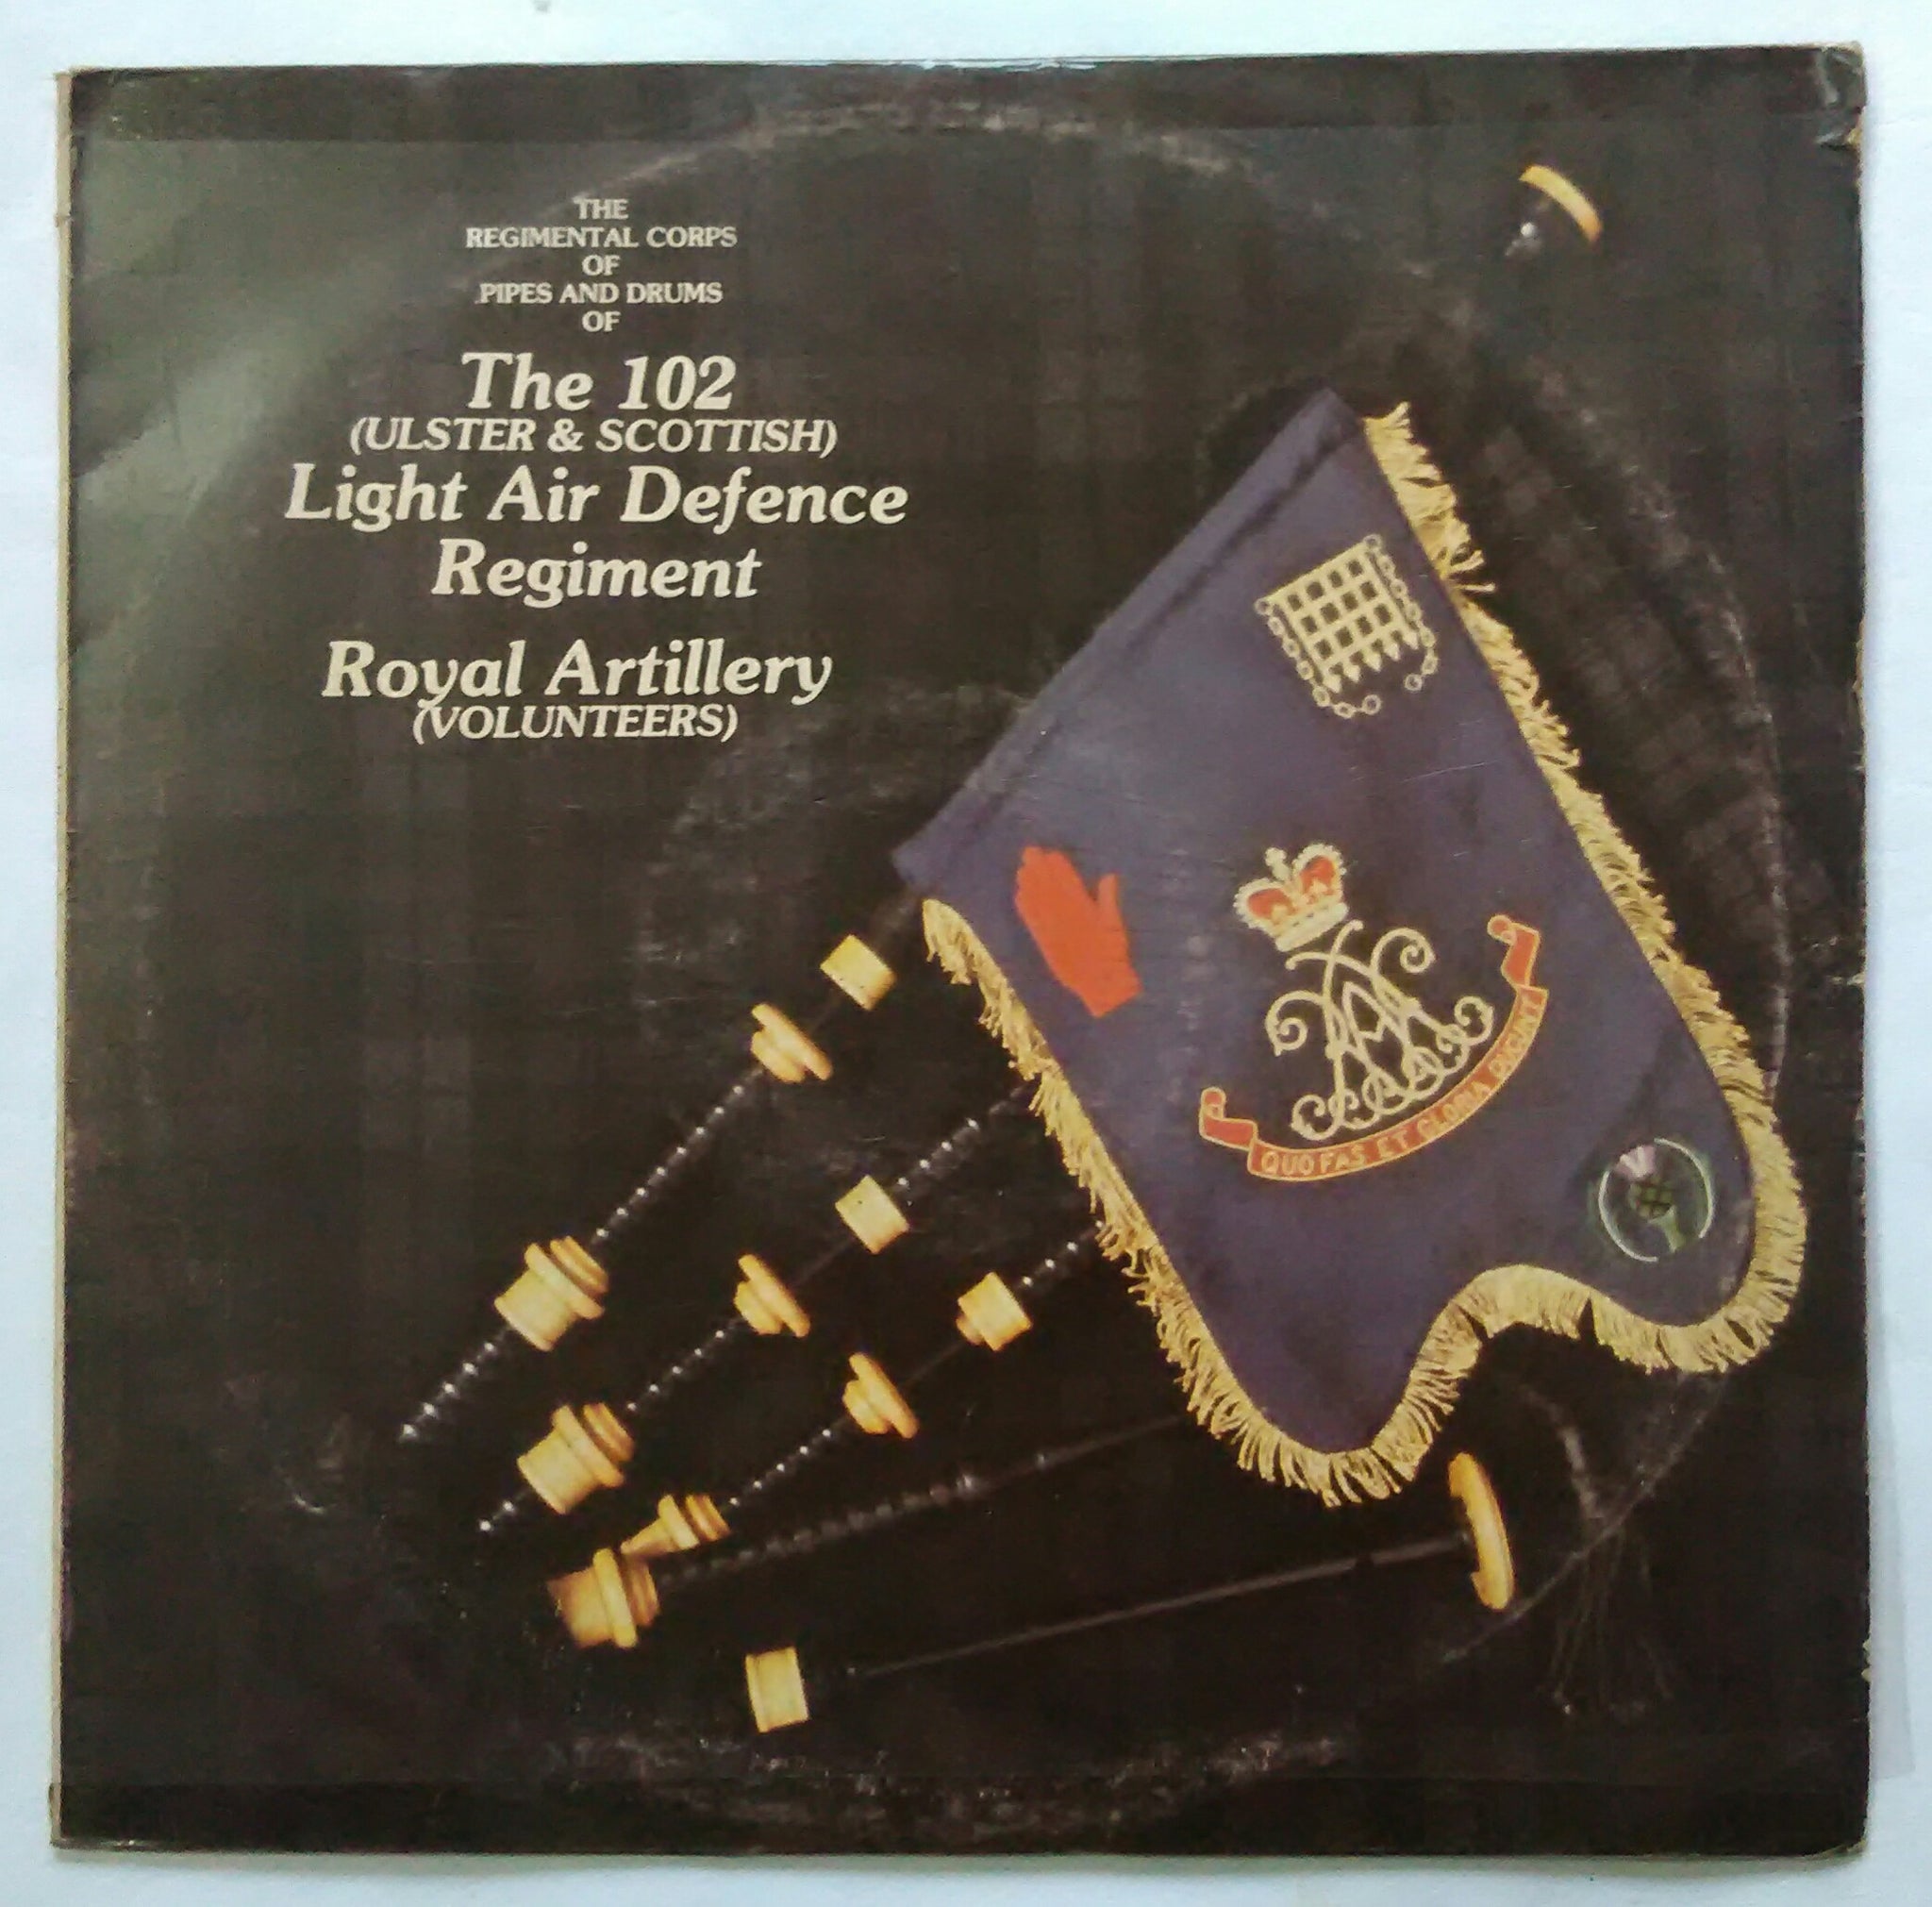 THE
REGIMENTAL CORPS
OF
PIPES AND DRUMS
OF
The 102
(ULSTER & SCOTTISH)
Light Air Defence
Regiment
Royal Artillery
(VOLUNTEERS)
QUO FAS ET GLORIA DUCUNT